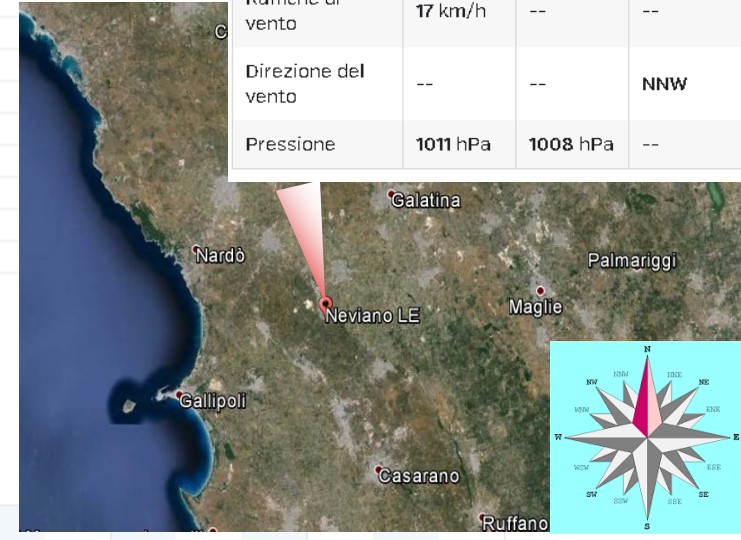 vento 17 km/h -- --
Direzione del
vento -- -- NNW
Pressione 1011 hPa 1008 hPa --
Galatina
Nardò
Palmariggi
Maglie
Neviano LE
Gallipoli
Casarano
Ruffano
N
NNW NNE
NW NE
WNW ENE
W E
WSW ESE
SW SE
SSW SSE
S